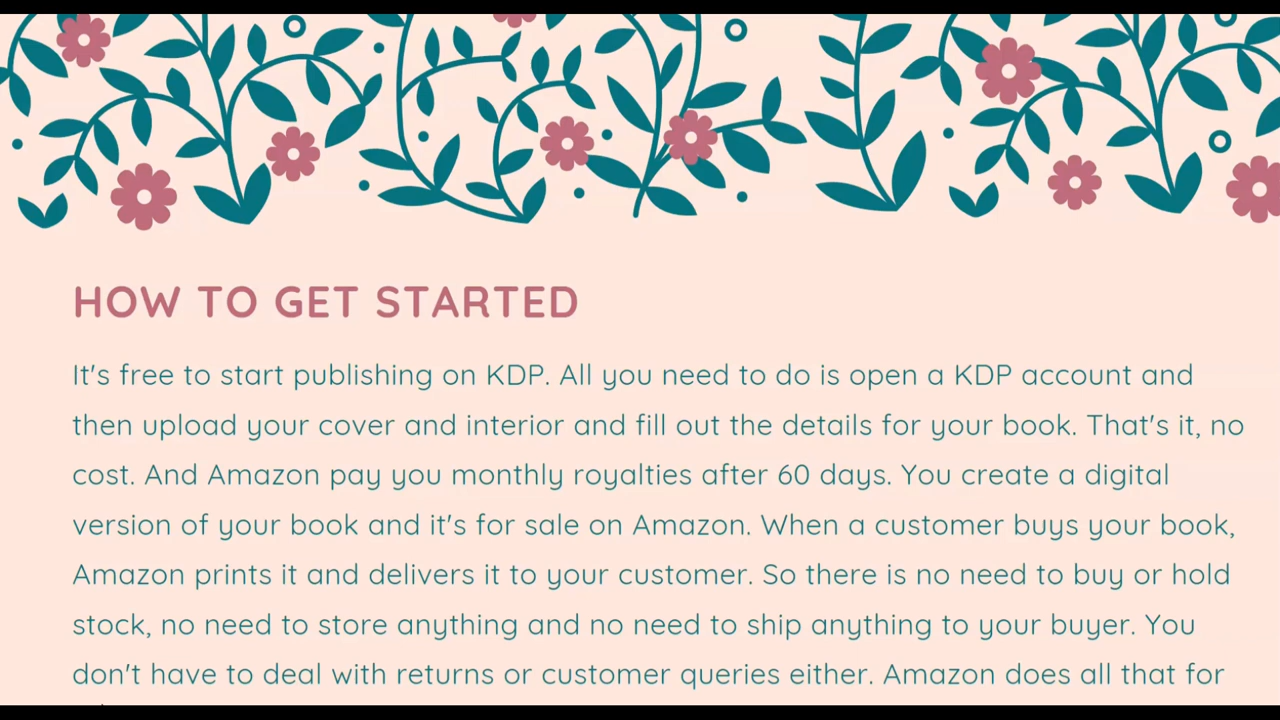 HOW TO GET STARTED
It's free to start publishing on KDP. All you need to do is open a KDP account and
then upload your cover and interior and fill out the details for your book. That's it, no
cost. And Amazon pay you monthly royalties after 60 days. You create a digital
version of your book and it's for sale on Amazon. When a customer buys your book,
Amazon prints it and delivers it to your customer. So there is no need to buy or hold
stock, no need to store anything and no need to ship anything to your buyer. You
don't have to deal with returns or customer queries either. Amazon does all that for